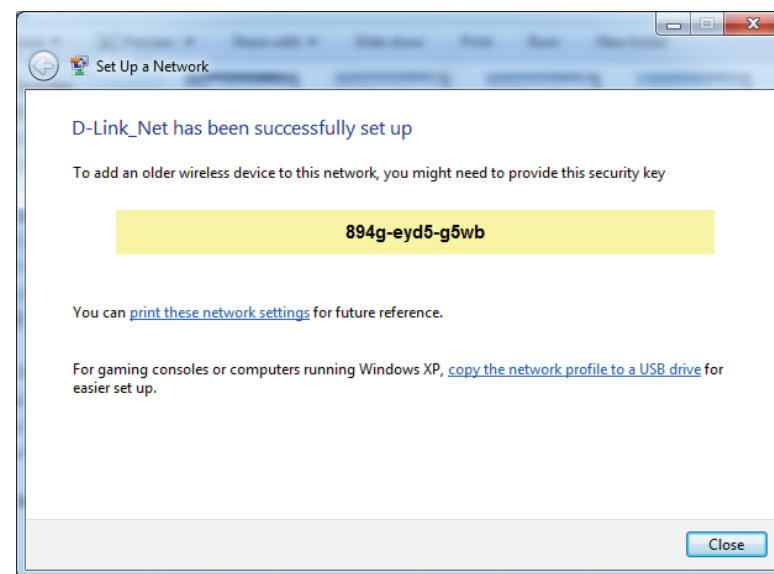 Set Up a Network
D-Link_Net has been successfully set up
To add an older wireless device to this network, you might need to provide this security key
894g-eyd5-g5wb
You can print these network settings for future reference.
For gaming consoles or computers running Windows XP, copy the network profile to a USB drive for
easier set up.
Close